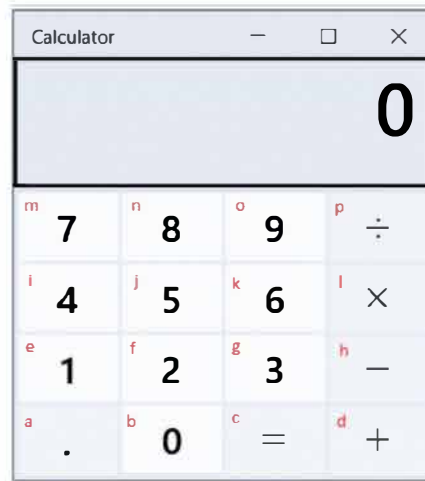 Calculator
0
m 7 n 8 o 9 p ÷
i 4 j 5 k 6 l ×
e 1 f 2 g 3 h −
a . b 0 c = d +